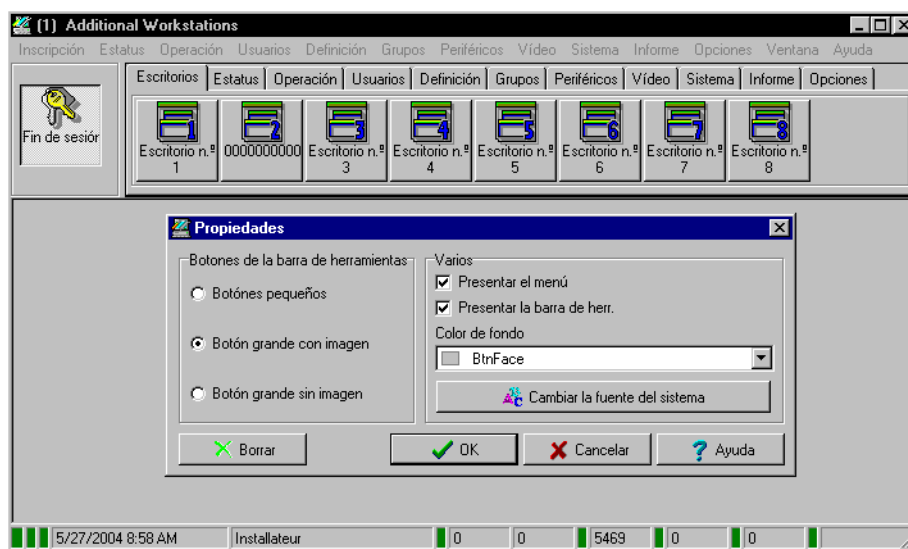 (1) Additional Workstations
Inscripción Estatus Operación Usuarios Definición Grupos Periféricos Vídeo Sistema Informe Opciones Ventana Ayuda
Escritorios Estatus Operación Usuarios Definición Grupos Periféricos Vídeo Sistema Informe Opciones
Fin de sesiór
Escritorio n.º 0000000000 Escritorio n.º Escritorio n.º Escritorio n.º Escritorio n.º Escritorio n.º Escritorio n.º
1 3 4 5 6 7 8
Propiedades
Botones de la barra de herramientas
Botónes pequeños
Botón grande con imagen
Botón grande sin imagen
Varios
Presentar el menú
Presentar la barra de herr.
Color de fondo
BtnFace
Cambiar la fuente del sistema
Borrar OK Cancelar Ayuda
5/27/2004 8:58 AM Installateur 0 0 5469 0 0